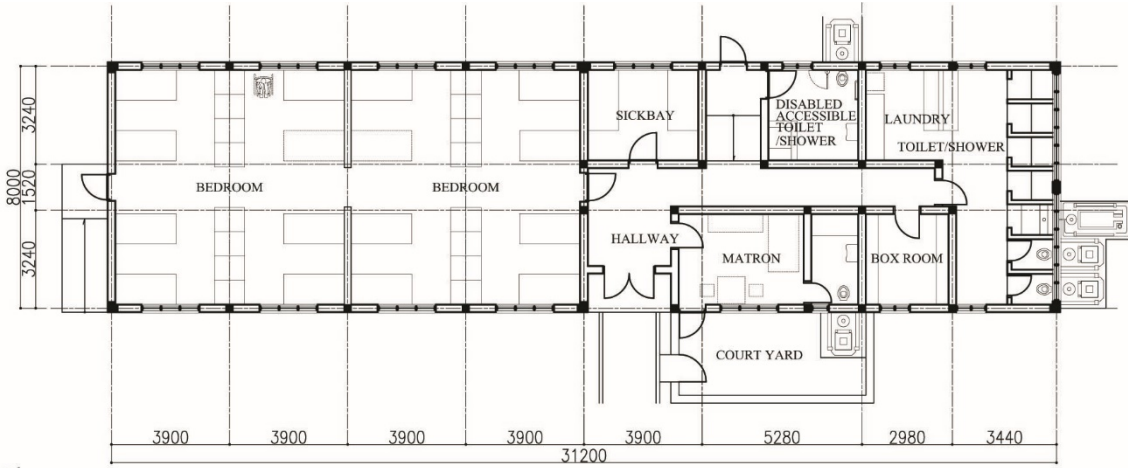 SICKBAY
DISABLED
ACCESSIBLE
TOILET
/SHOWER
LAUNDRY
TOILET/SHOWER
BEDROOM
BEDROOM
HALLWAY
MATRON
BOX ROOM
COURT YARD
3240
1520
3240
8000
3900
3900
3900
3900
3900
5280
2980
3440
31200